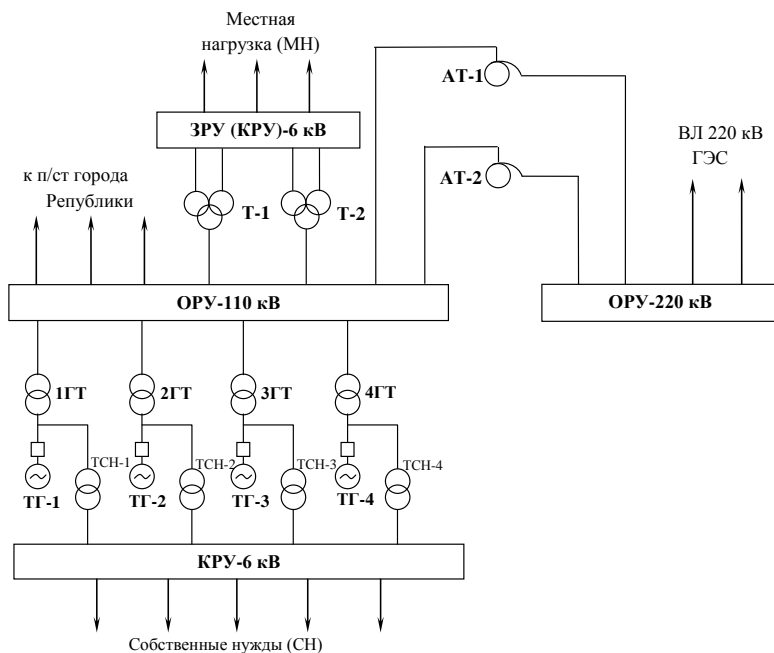 Местная
нагрузка (МН)
АТ-1
ЗРУ (КРУ)-6 кВ
ВЛ 220 кВ
ГЭС
к п/ст города
Републики
АТ-2
Т-1
Т-2
ОРУ-110 кВ
ОРУ-220 кВ
1ГТ
2ГТ
3ГТ
4ГТ
ТСН-1
ТСН-2
ТСН-3
ТСН-4
ТГ-1
ТГ-2
ТГ-3
ТГ-4
КРУ-6 кВ
Собственные нужды (СН)